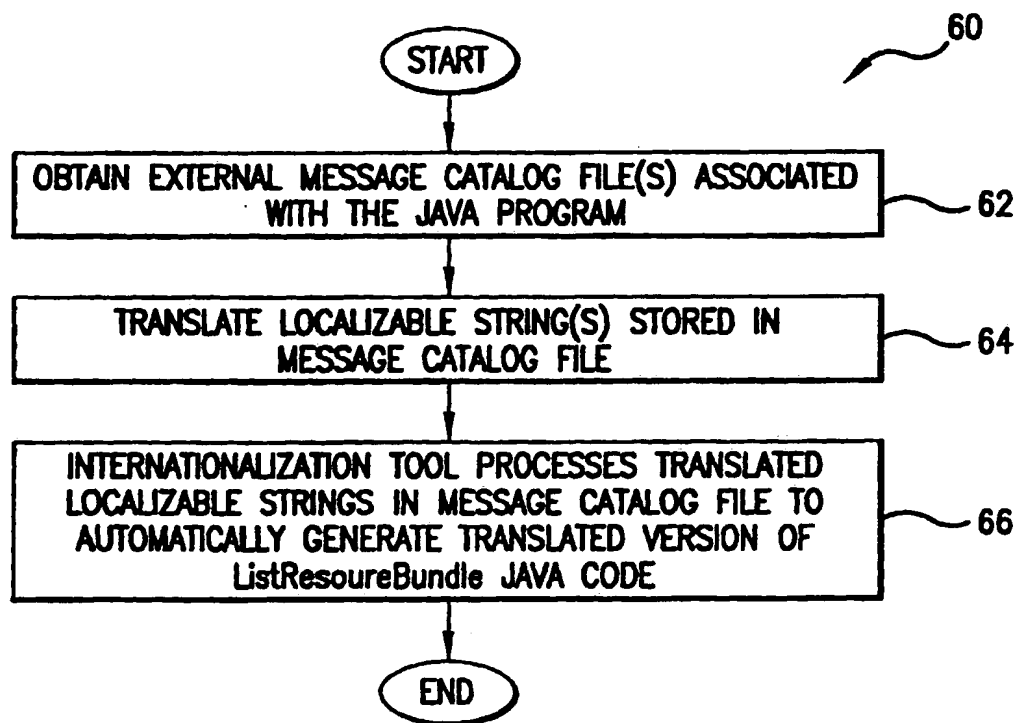 60
START
OBTAIN EXTERNAL MESSAGE CATALOG FILE(S) ASSOCIATED
WITH THE JAVA PROGRAM
62
TRANSLATE LOCALIZABLE STRING(S) STORED IN
MESSAGE CATALOG FILE
64
INTERNATIONALIZATION TOOL PROCESSES TRANSLATED
LOCALIZABLE STRINGS IN MESSAGE CATALOG FILE TO
AUTOMATICALLY GENERATE TRANSLATED VERSION OF
ListResoureBundle JAVA CODE
66
END